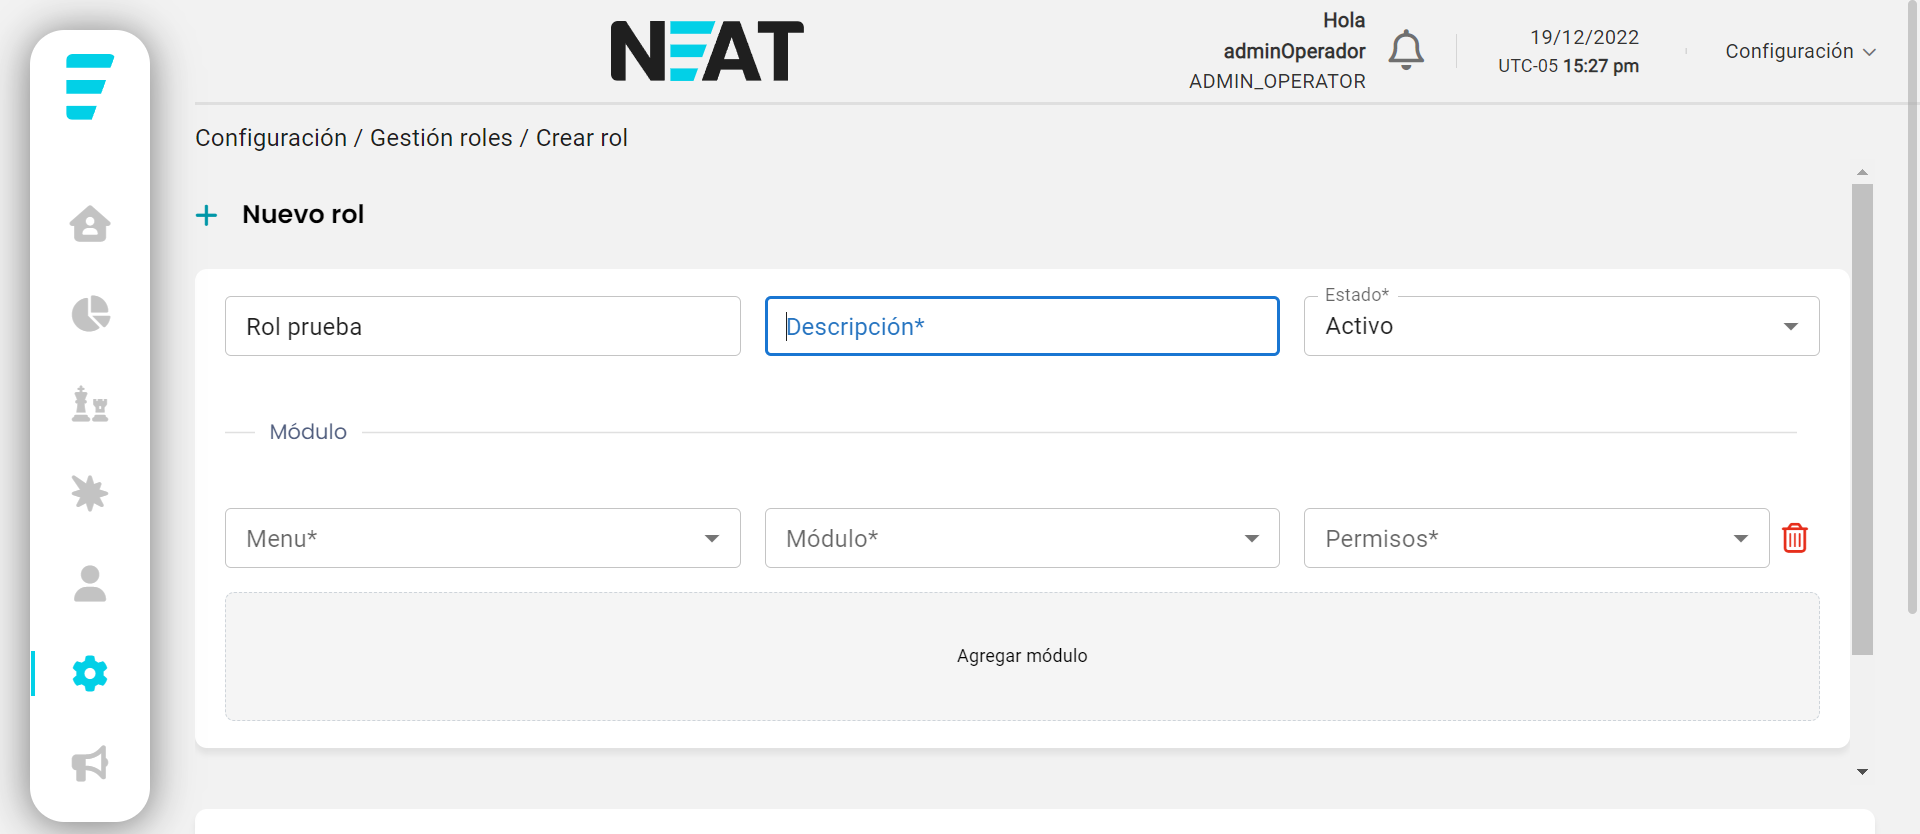 NEAT
Hola
adminOperador
ADMIN_OPERATOR
19/12/2022
UTC-05 15:27 pm
Configuración
Configuración / Gestión roles / Crear rol
Nuevo rol
Rol prueba
Descripción*
Estado*
Activo
Módulo
Menu*
Módulo*
Permisos*
Agregar módulo